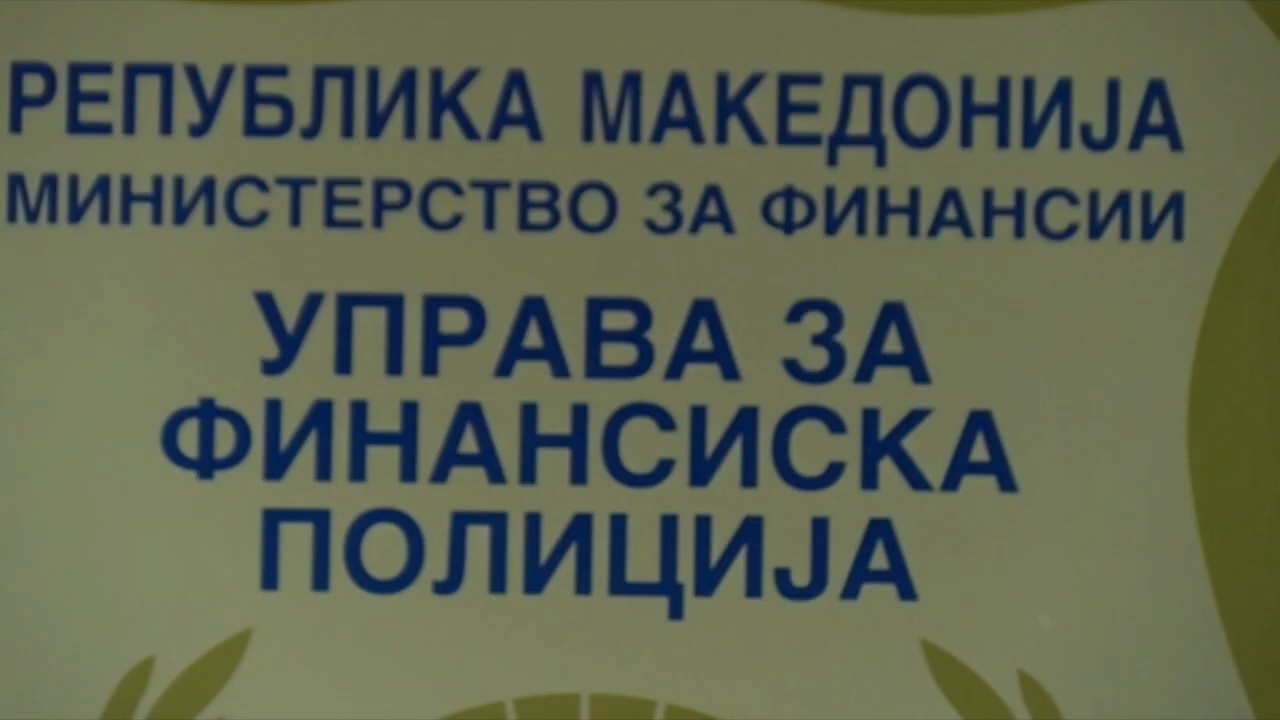 РЕПУБЛИКА МАКЕДОНИЈА
МИНИСТЕРСТВО ЗА ФИНАНСИИ
УПРАВА ЗА
ФИНАНСИСКА
ПОЛИЦИЈА